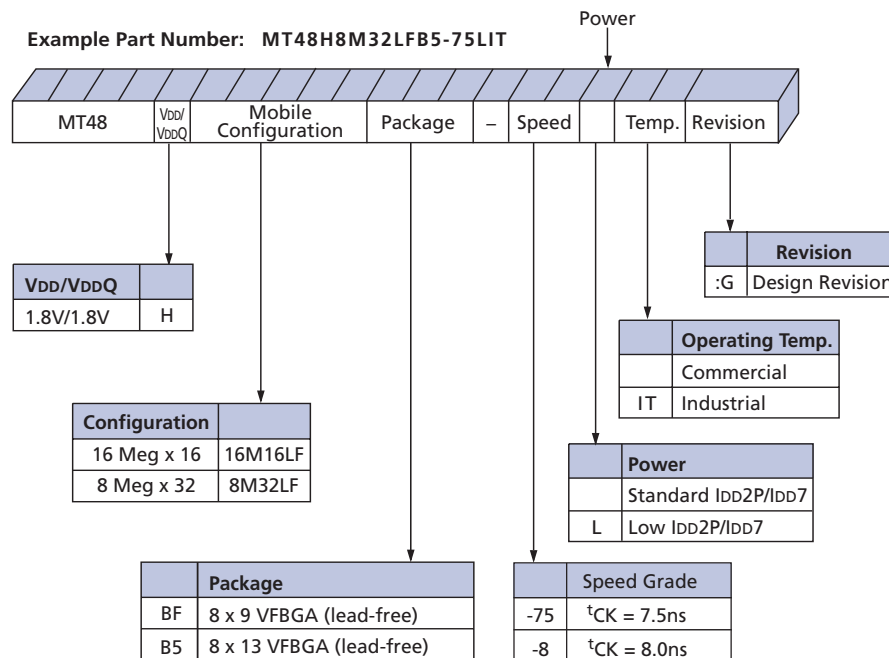 Power
Example Part Number: MT48H8M32LFB5-75LIT
MT48 VDD/VDDQ Mobile Configuration Package – Speed Temp. Revision
Revision
:G Design Revision
VDD/VDDQ
1.8V/1.8V H
Operating Temp.
Commercial
IT Industrial
Configuration
16 Meg x 16 16M16LF
8 Meg x 32 8M32LF
Power
Standard IDD2P/IDD7
L Low IDD2P/IDD7
Package
BF 8 x 9 VFBGA (lead-free)
B5 8 x 13 VFBGA (lead-free)
Speed Grade
-75 tCK = 7.5ns
-8 tCK = 8.0ns